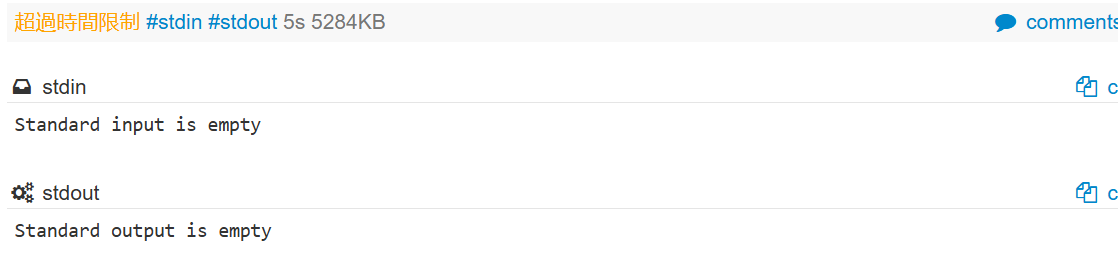 超過時間限制 #stdin #stdout 5s 5284KB comments
stdin c
Standard input is empty
stdout c
Standard output is empty